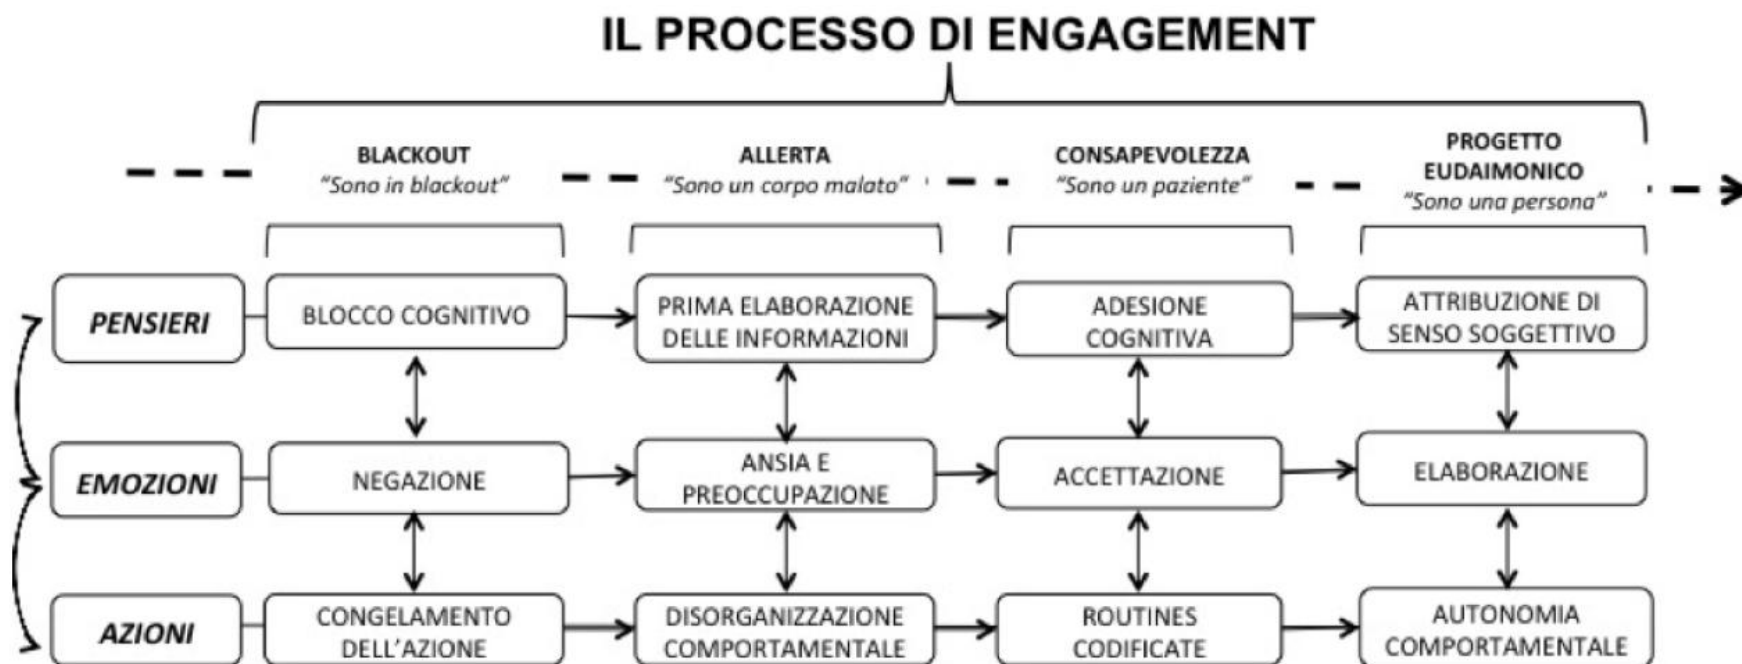 IL PROCESSO DI ENGAGEMENT
BLACKOUT
"Sono in blackout"
ALLERTA
"Sono un corpo malato"
CONSAPEVOLEZZA
"Sono un paziente"
PROGETTO
EUDAIMONICO
"Sono una persona"
PENSIERI
BLOCCO COGNITIVO
PRIMA ELABORAZIONE
DELLE INFORMAZIONI
ADESIONE
COGNITIVA
ATTRIBUZIONE DI
SENSO SOGGETTIVO
EMOZIONI
NEGAZIONE
ANSIA E
PREOCCUPAZIONE
ACCETTAZIONE
ELABORAZIONE
AZIONI
CONGELAMENTO
DELL'AZIONE
DISORGANIZZAZIONE
COMPORTAMENTALE
ROUTINES
CODIFICATE
AUTONOMIA
COMPORTAMENTALE